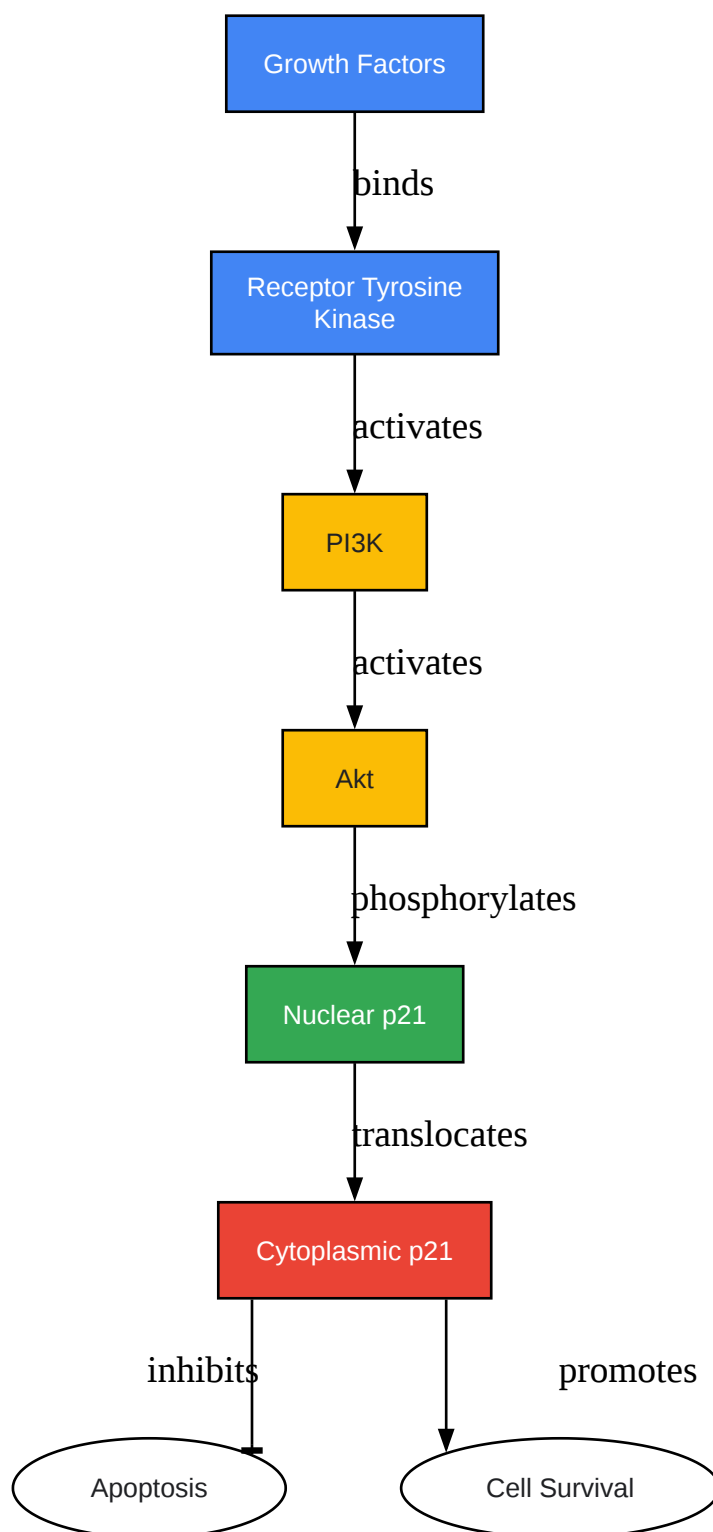 Growth Factors
binds
Receptor Tyrosine
Kinase
activates
PI3K
activates
Akt
phosphorylates
Nuclear p21
translocates
Cytoplasmic p21
inhibits
promotes
Apoptosis
Cell Survival